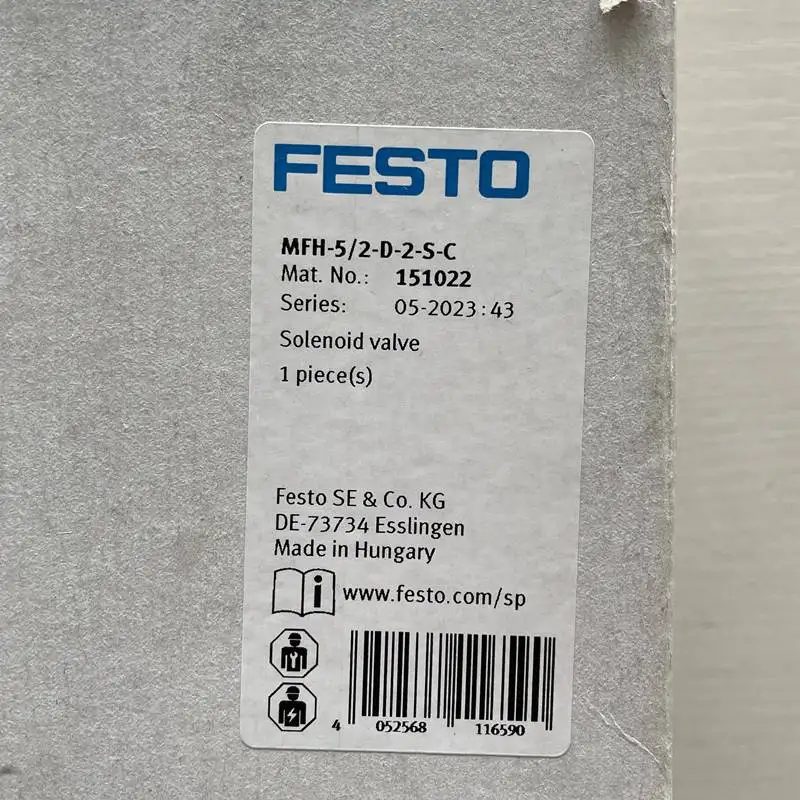 FESTO
MFH-5/2-D-2-S-C
Mat. No.: 151022
Series: 05-2023:43
Solenoid valve
1 piece(s)
Festo SE & Co. KG
DE-73734 Esslingen
Made in Hungary
i www.festo.com/sp
4 052568 116590